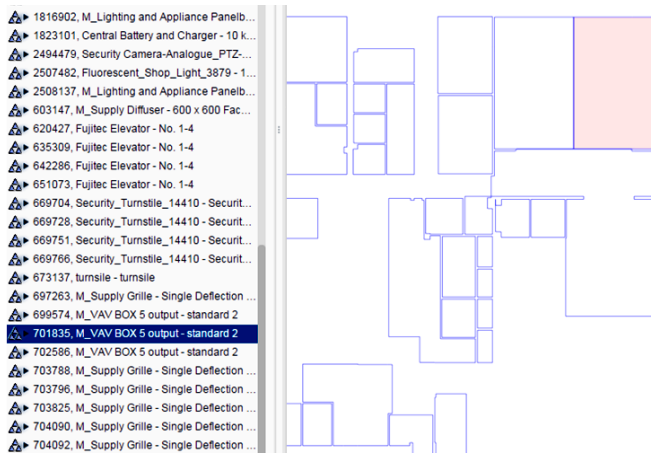 1816902, M_Lighting and Appliance Panelb...
1823101, Central Battery and Charger - 10 k...
2494479, Security Camera-Analogue_PTZ-...
2507482, Fluorescent_Shop_Light_3879 - 1...
2508137, M_Lighting and Appliance Panelb...
603147, M_Supply Diffuser - 600 x 600 Fac...
620427, Fujitec Elevator - No. 1-4
635309, Fujitec Elevator - No. 1-4
642286, Fujitec Elevator - No. 1-4
651073, Fujitec Elevator - No. 1-4
669704, Security_Turnstile_14410 - Securit...
669728, Security_Turnstile_14410 - Securit...
669751, Security_Turnstile_14410 - Securit...
669766, Security_Turnstile_14410 - Securit...
673137, turnsile - turnsile
697263, M_Supply Grille - Single Deflection ...
699574, M_VAV BOX 5 output - standard 2
701835, M_VAV BOX 5 output - standard 2
702586, M_VAV BOX 5 output - standard 2
703788, M_Supply Grille - Single Deflection ...
703796, M_Supply Grille - Single Deflection ...
703825, M_Supply Grille - Single Deflection ...
704090, M_Supply Grille - Single Deflection ...
704092, M_Supply Grille - Single Deflection ...